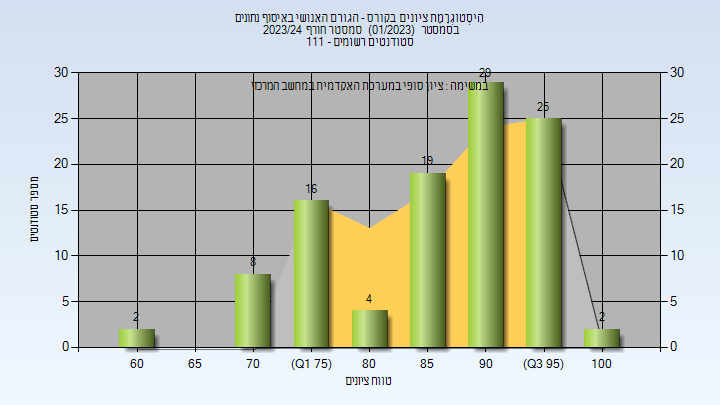 היסטוגרמת ציונים בקורס - הגורם האנושי באיסוף נתונים
בסמסטר (01/2023) סמסטר חורף 2023/24
סטודנטים רשומים - 111
במשימה : ציון סופי במערכת האקדמית במחשב המרכזי
מספר סטודנטים
30 25 20 15 10 5 0
30 25 20 15 10 5 0
2 8 16 4 19 29 25 2
60 65 70 (Q1 75) 80 85 90 (Q3 95) 100
טווח ציונים